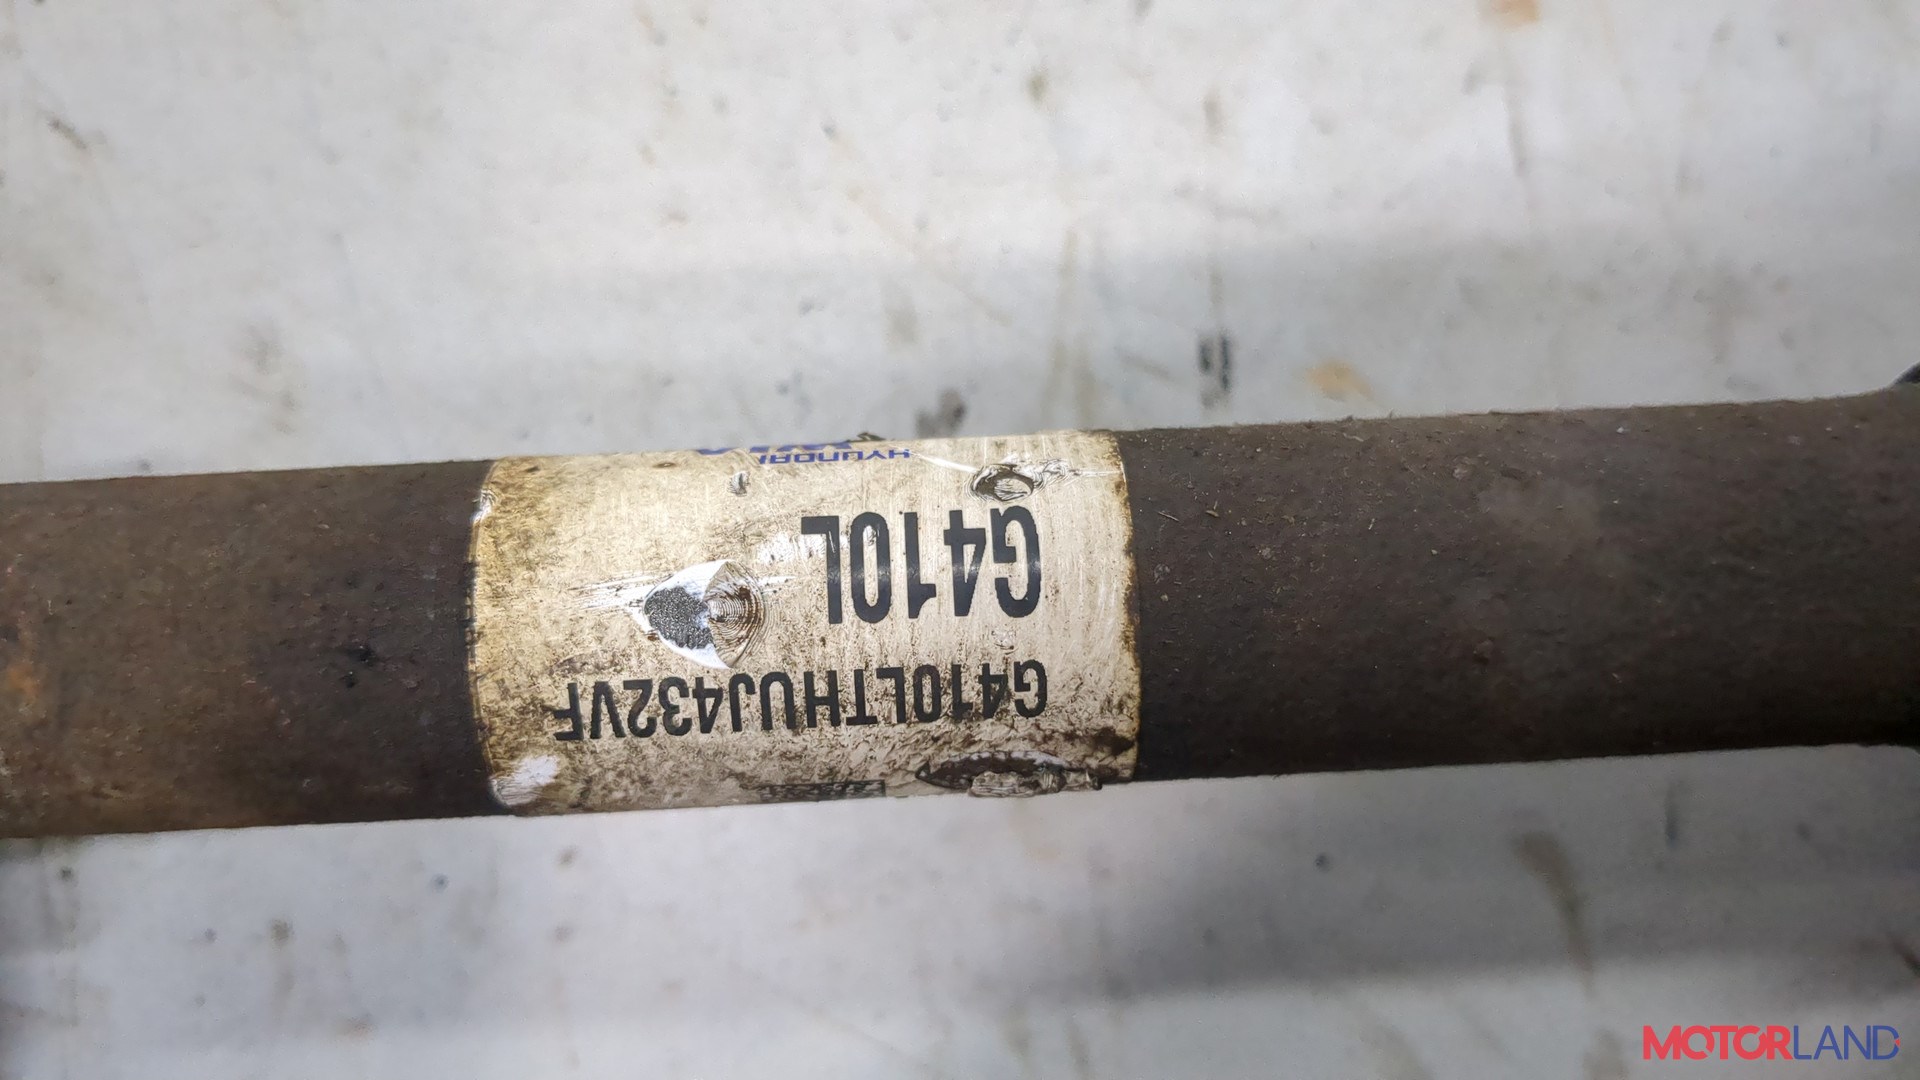 G410LTHUJ432VF
G410L
HYUNDAI
MOTORLAND